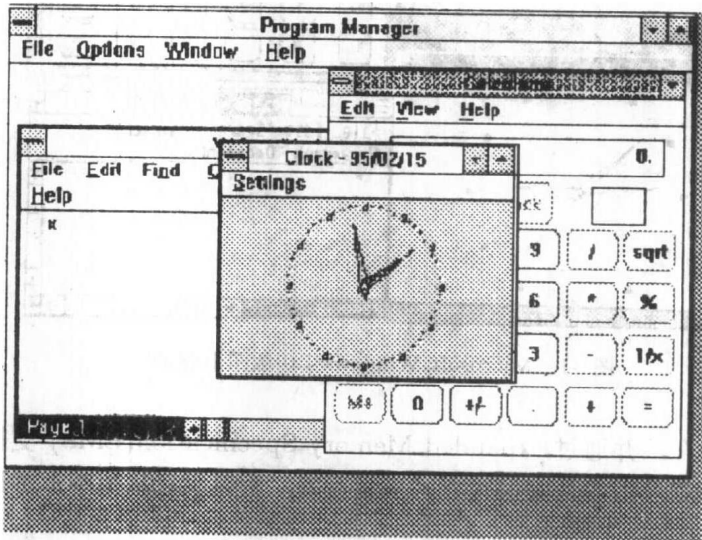 Program Manager
File Options Window Help
Edit View Help
0.
File Edit Find
Help
¤
Clock - 95/02/15
Settings
9 / sqrt
6 * %
3 - 1/x
M+ 0 +/- . + =
Page 1